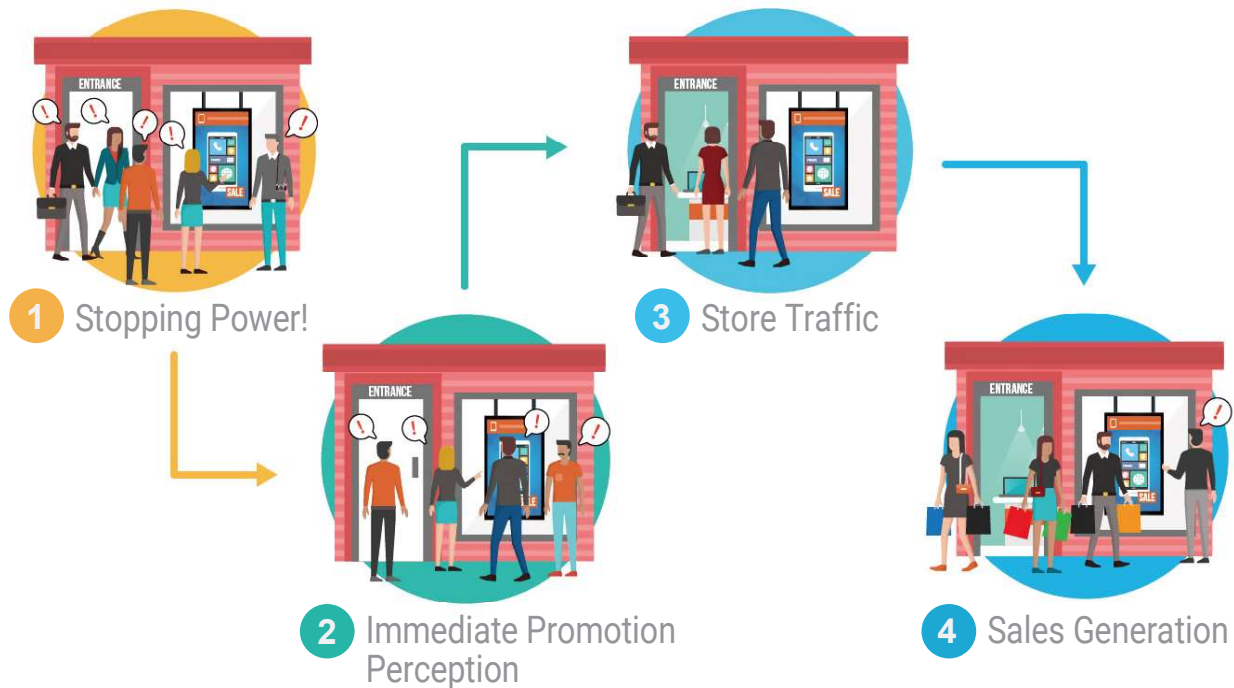 ENTRANCE
!
!
!
!
!
SALE
1 Stopping Power!
ENTRANCE
!
!
!
!
2 Immediate Promotion
Perception
ENTRANCE
SALE
3 Store Traffic
ENTRANCE
!
SALE
4 Sales Generation